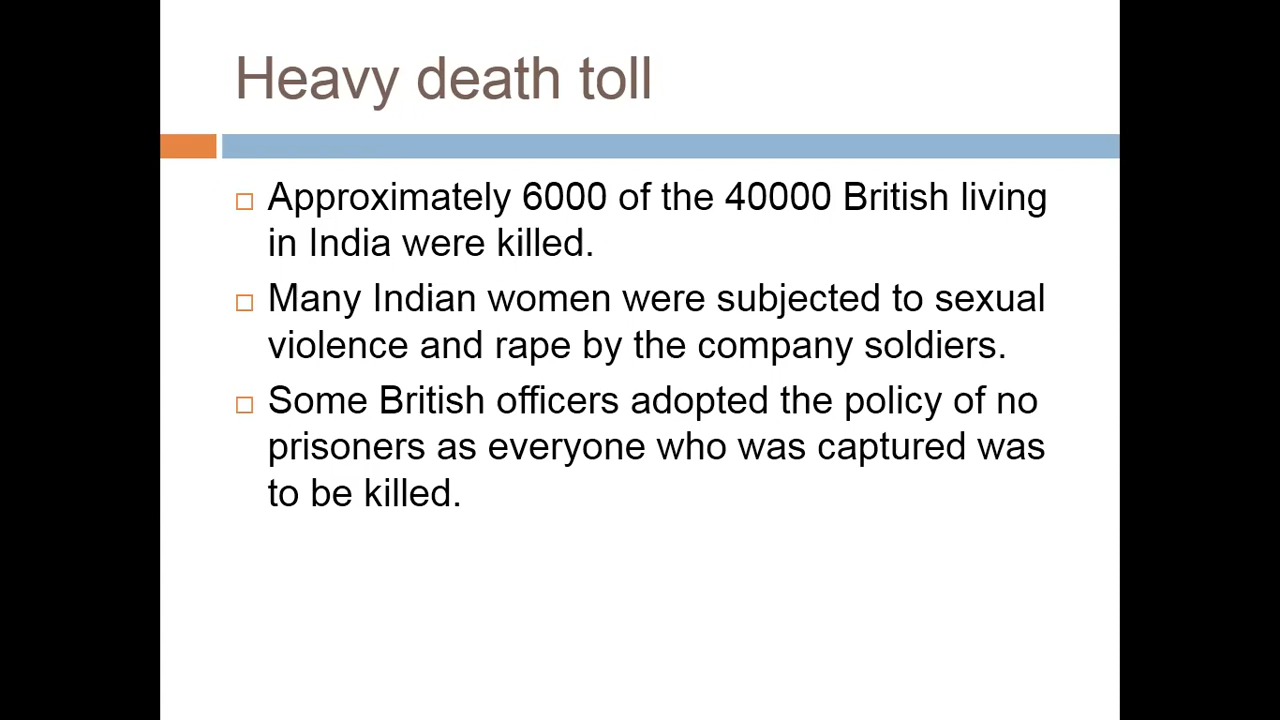 Heavy death toll
Approximately 6000 of the 40000 British living
in India were killed.
Many Indian women were subjected to sexual
violence and rape by the company soldiers.
Some British officers adopted the policy of no
prisoners as everyone who was captured was
to be killed.